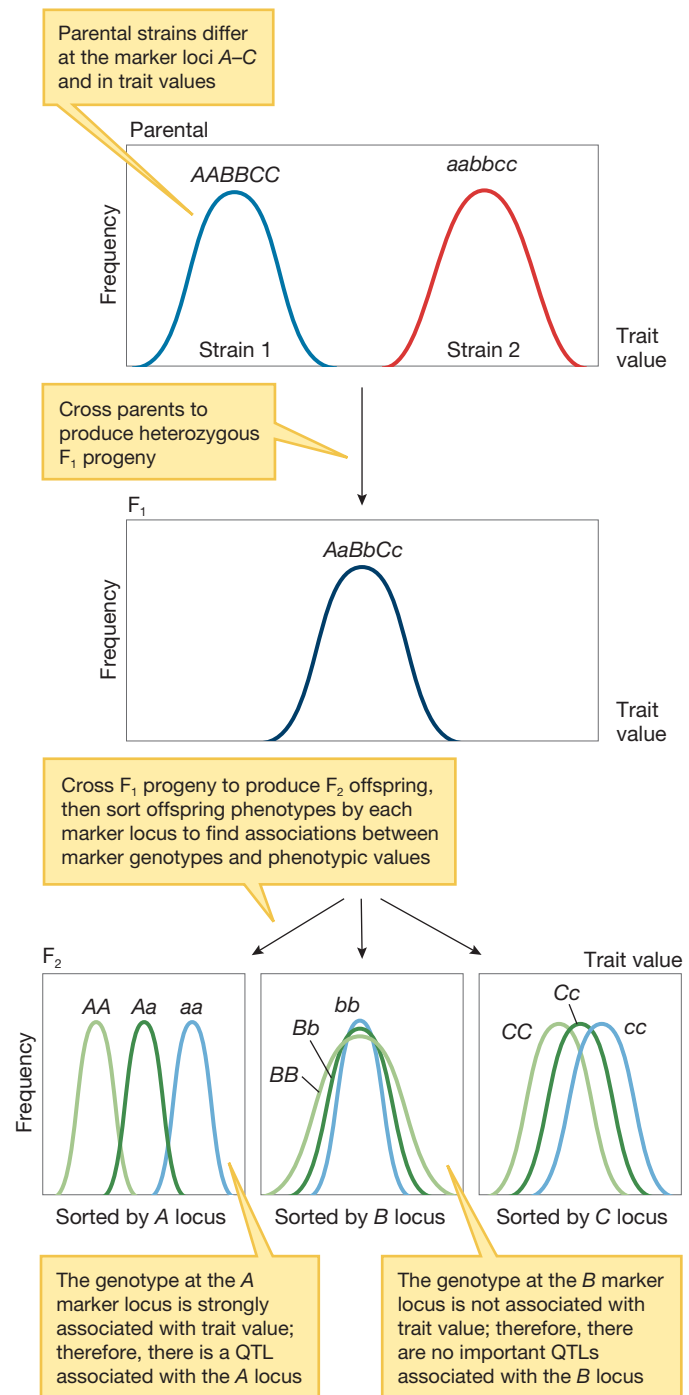 Parental strains differ
at the marker loci A–C
and in trait values
Parental
AABBCC
aabbcc
Frequency
Strain 1
Strain 2
Trait
value
Cross parents to
produce heterozygous
F₁ progeny
F₁
AaBbCc
Frequency
Trait
value
Cross F₁ progeny to produce F₂ offspring,
then sort offspring phenotypes by each
marker locus to find associations between
marker genotypes and phenotypic values
F₂
Trait value
Frequency
AA
Aa
aa
bb
Bb
BB
Cc
CC
cc
Sorted by A locus
Sorted by B locus
Sorted by C locus
The genotype at the A
marker locus is strongly
associated with trait value;
therefore, there is a QTL
associated with the A locus
The genotype at the B marker
locus is not associated with
trait value; therefore, there
are no important QTLs
associated with the B locus